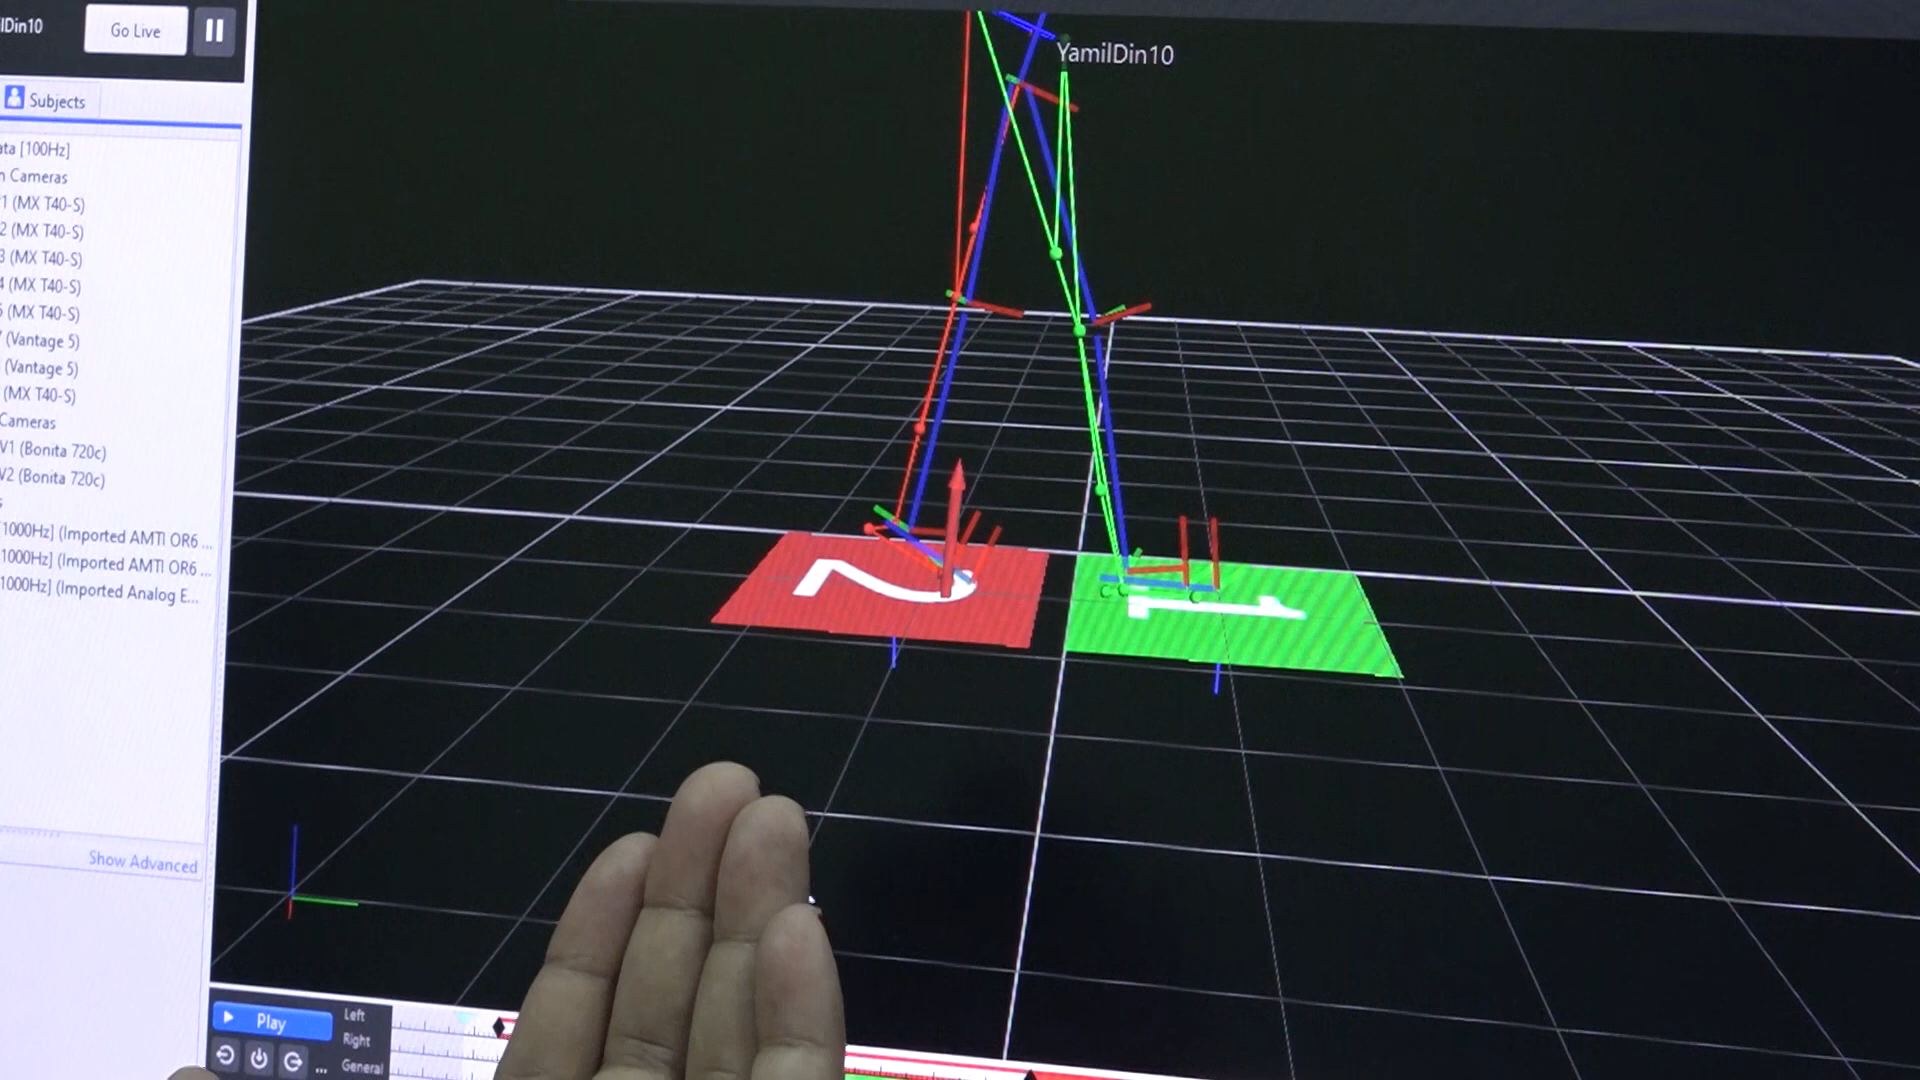 lDin10
Go Live
YamilDin10
Subjects
ata [100Hz]
n Cameras
1 (MX T40-S)
2 (MX T40-S)
3 (MX T40-S)
4 (MX T40-S)
5 (MX T40-S)
(Vantage 5)
(Vantage 5)
(MX T40-S)
Cameras
V1 (Bonita 720c)
V2 (Bonita 720c)
s
1000Hz] (Imported AMTI OR6 ...
1000Hz] (Imported AMTI OR6 ...
1000Hz] (Imported Analog E...
2
1
C C C
Show Advanced
Play
Left
Right
General
...